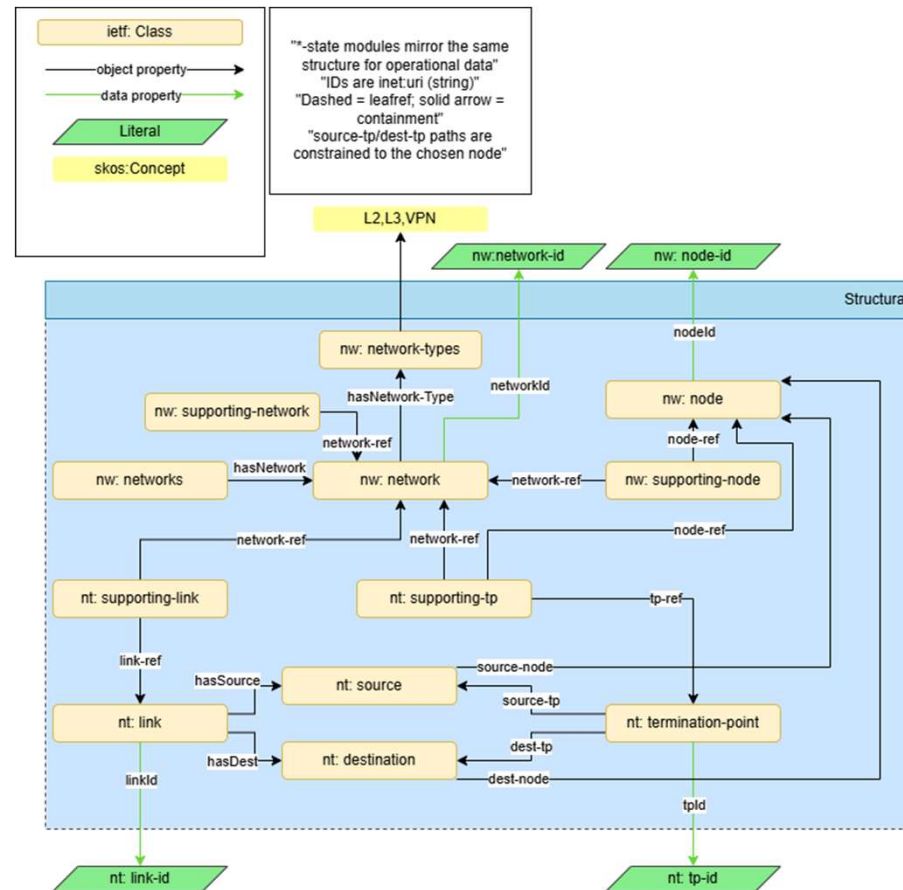 ietf: Class
object property
data property
Literal
skos:Concept
"*-state modules mirror the same
structure for operational data"
"IDs are inet:uri (string)"
"Dashed = leafref; solid arrow =
containment"
"source-tp/dest-tp paths are
constrained to the chosen node"
L2,L3,VPN
nw:network-id
nw: node-id
Structura
nw: network-types
nodeId
networkId
hasNetwork-Type
nw: node
nw: supporting-network
network-ref
node-ref
hasNetwork
nw: networks
nw: network
network-ref
nw: supporting-node
network-ref
network-ref
node-ref
nt: supporting-link
nt: supporting-tp
tp-ref
link-ref
source-node
hasSource
nt: source
source-tp
nt: link
nt: termination-point
hasDest
dest-tp
nt: destination
linkId
dest-node
tpId
nt: link-id
nt: tp-id